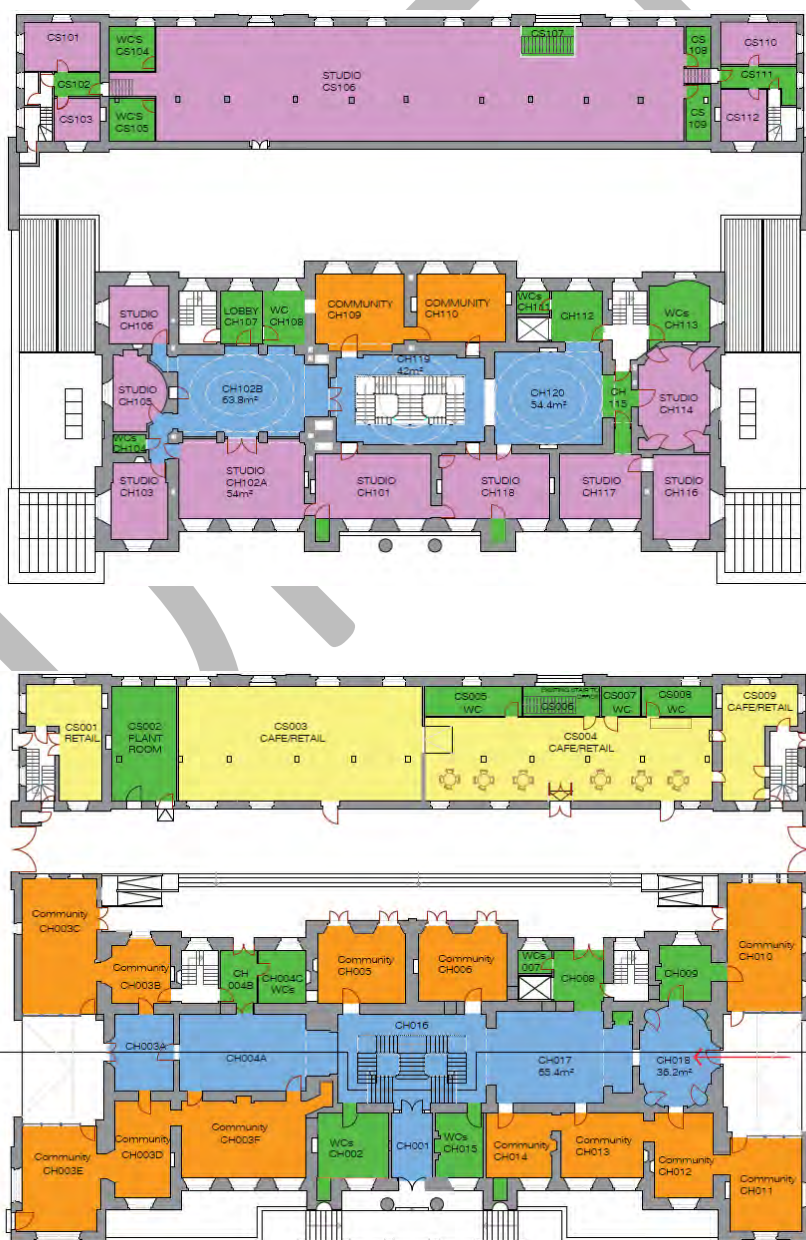 CS101
WC'S
CS104
CS107
CS
108
CS110
CS102
STUDIO
CS106
CS111
CS103
WC'S
CS105
CS
109
CS112
STUDIO
CH106
LOBBY
CH107
WC
CH108
COMMUNITY
CH109
COMMUNITY
CH110
WCs
CH111
CH112
WCs
CH113
CH119
42m²
STUDIO
CH105
CH102B
63.8m²
CH120
54.4m²
CH
115
STUDIO
CH114
WCs
CH104
STUDIO
CH103
STUDIO
CH102A
54m²
STUDIO
CH101
STUDIO
CH118
STUDIO
CH117
STUDIO
CH116
CS001
RETAIL
CS002
PLANT
ROOM
CS003
CAFE/RETAIL
CS005
WC
EXISTING STAIR TO
CS006
CS007
WC
CS008
WC
CS009
CAFE/RETAIL
CS004
CAFE/RETAIL
Community
CH003C
Community
CH003B
CH
004B
CH004C
WCs
Community
CH005
Community
CH006
WCs
007
CH008
CH009
Community
CH010
CH003A
CH004A
CH016
CH017
65.4m²
CH018
36.2m²
Community
CH003E
Community
CH003D
Community
CH003F
WCs
CH002
CH001
WCs
CH015
Community
CH014
Community
CH013
Community
CH012
Community
CH011